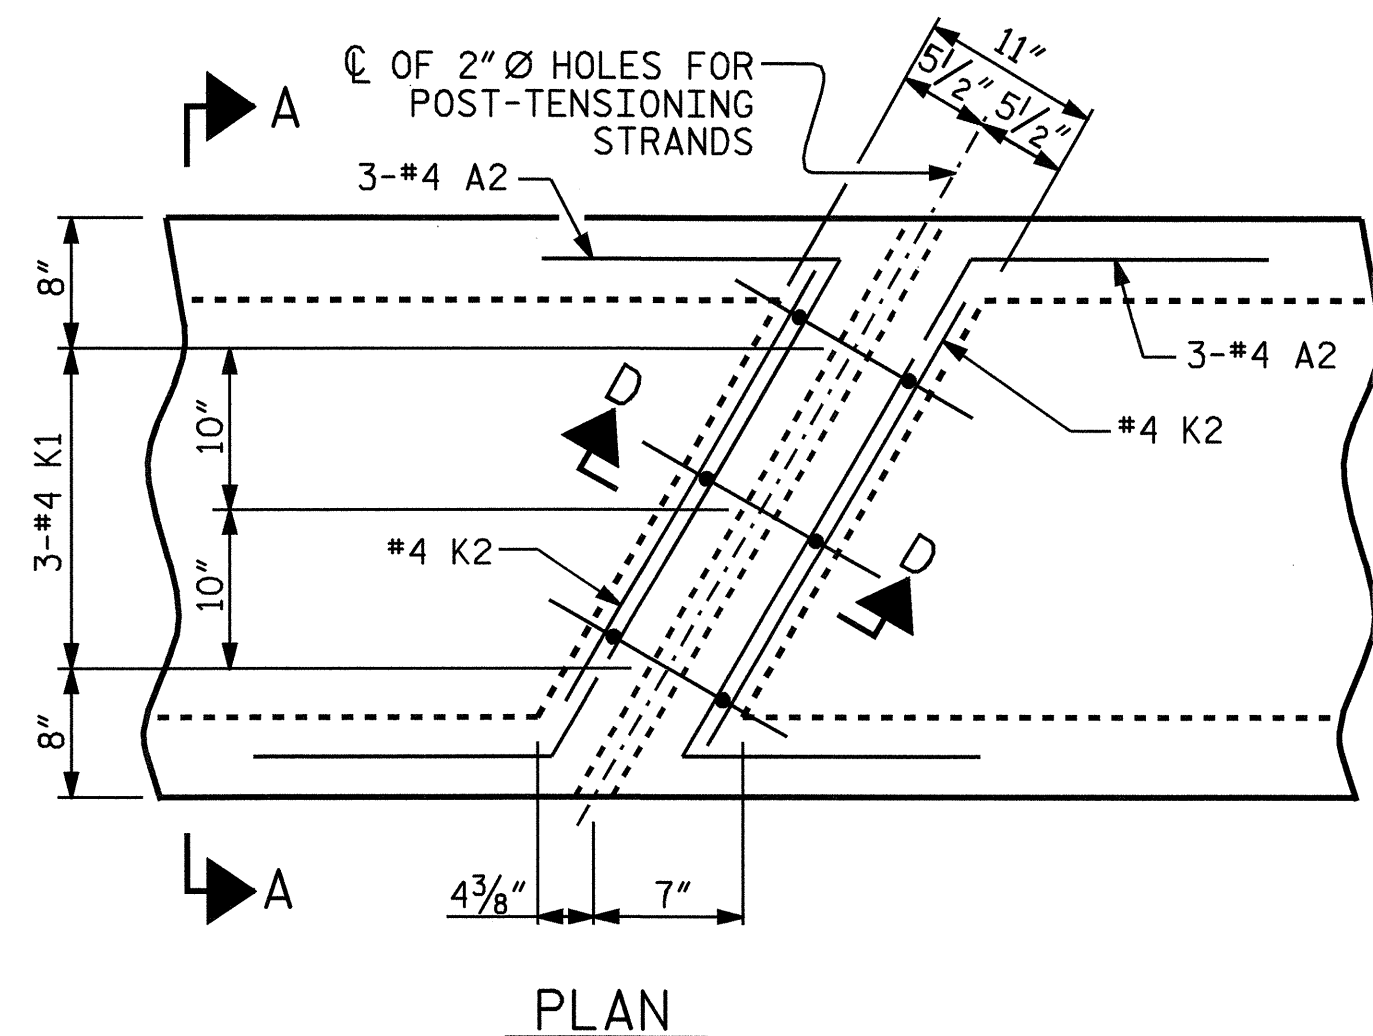 ℄ OF 2"Ø HOLES FOR
POST-TENSIONING
STRANDS
11"
5½"
5½"
A
3-#4 A2
8"
3-#4 A2
10"
D
#4 K2
3-#4 K1
10"
#4 K2
D
8"
A
4⅜"
7"
PLAN